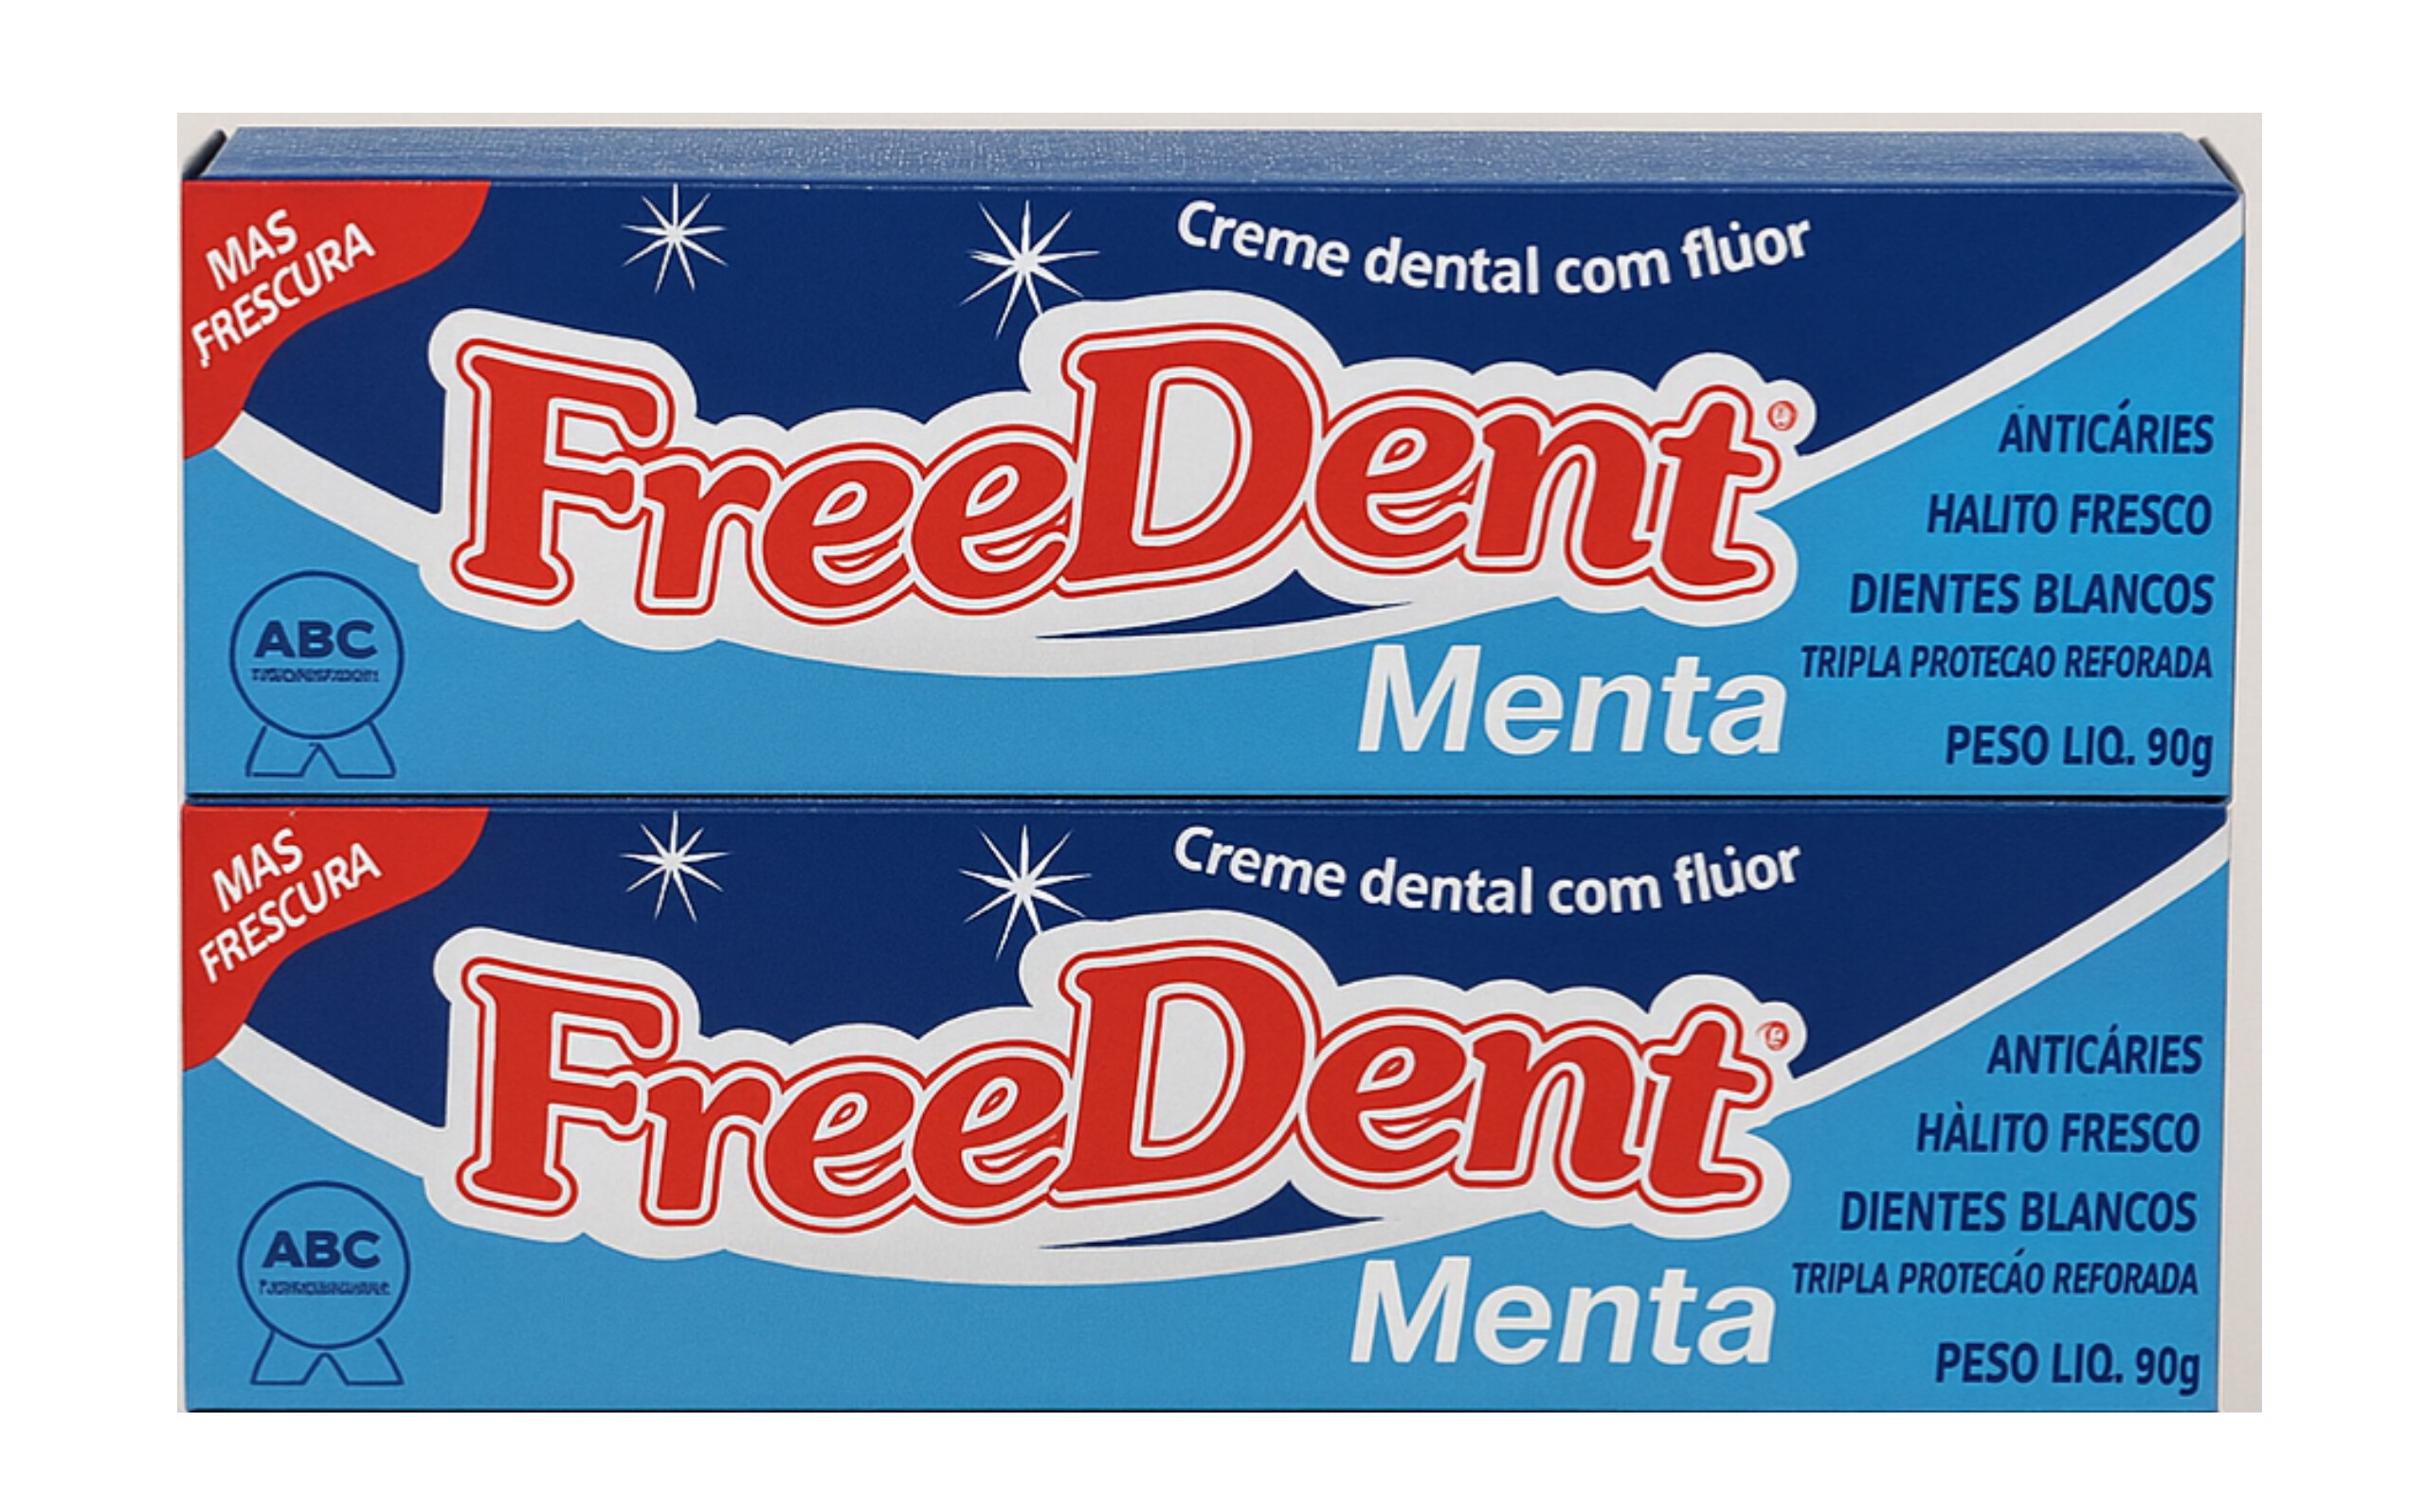 MAS
FRESCURA
Creme dental com flúor
FreeDent
ANTICÁRIES
HALITO FRESCO
DIENTES BLANCOS
TRIPLA PROTECAO REFORADA
ABC
Menta
PESO LIQ. 90g
MAS
FRESCURA
Creme dental com flúor
FreeDent
ANTICÁRIES
HÀLITO FRESCO
DIENTES BLANCOS
TRIPLA PROTECÁO REFORADA
ABC
Menta
PESO LIQ. 90g